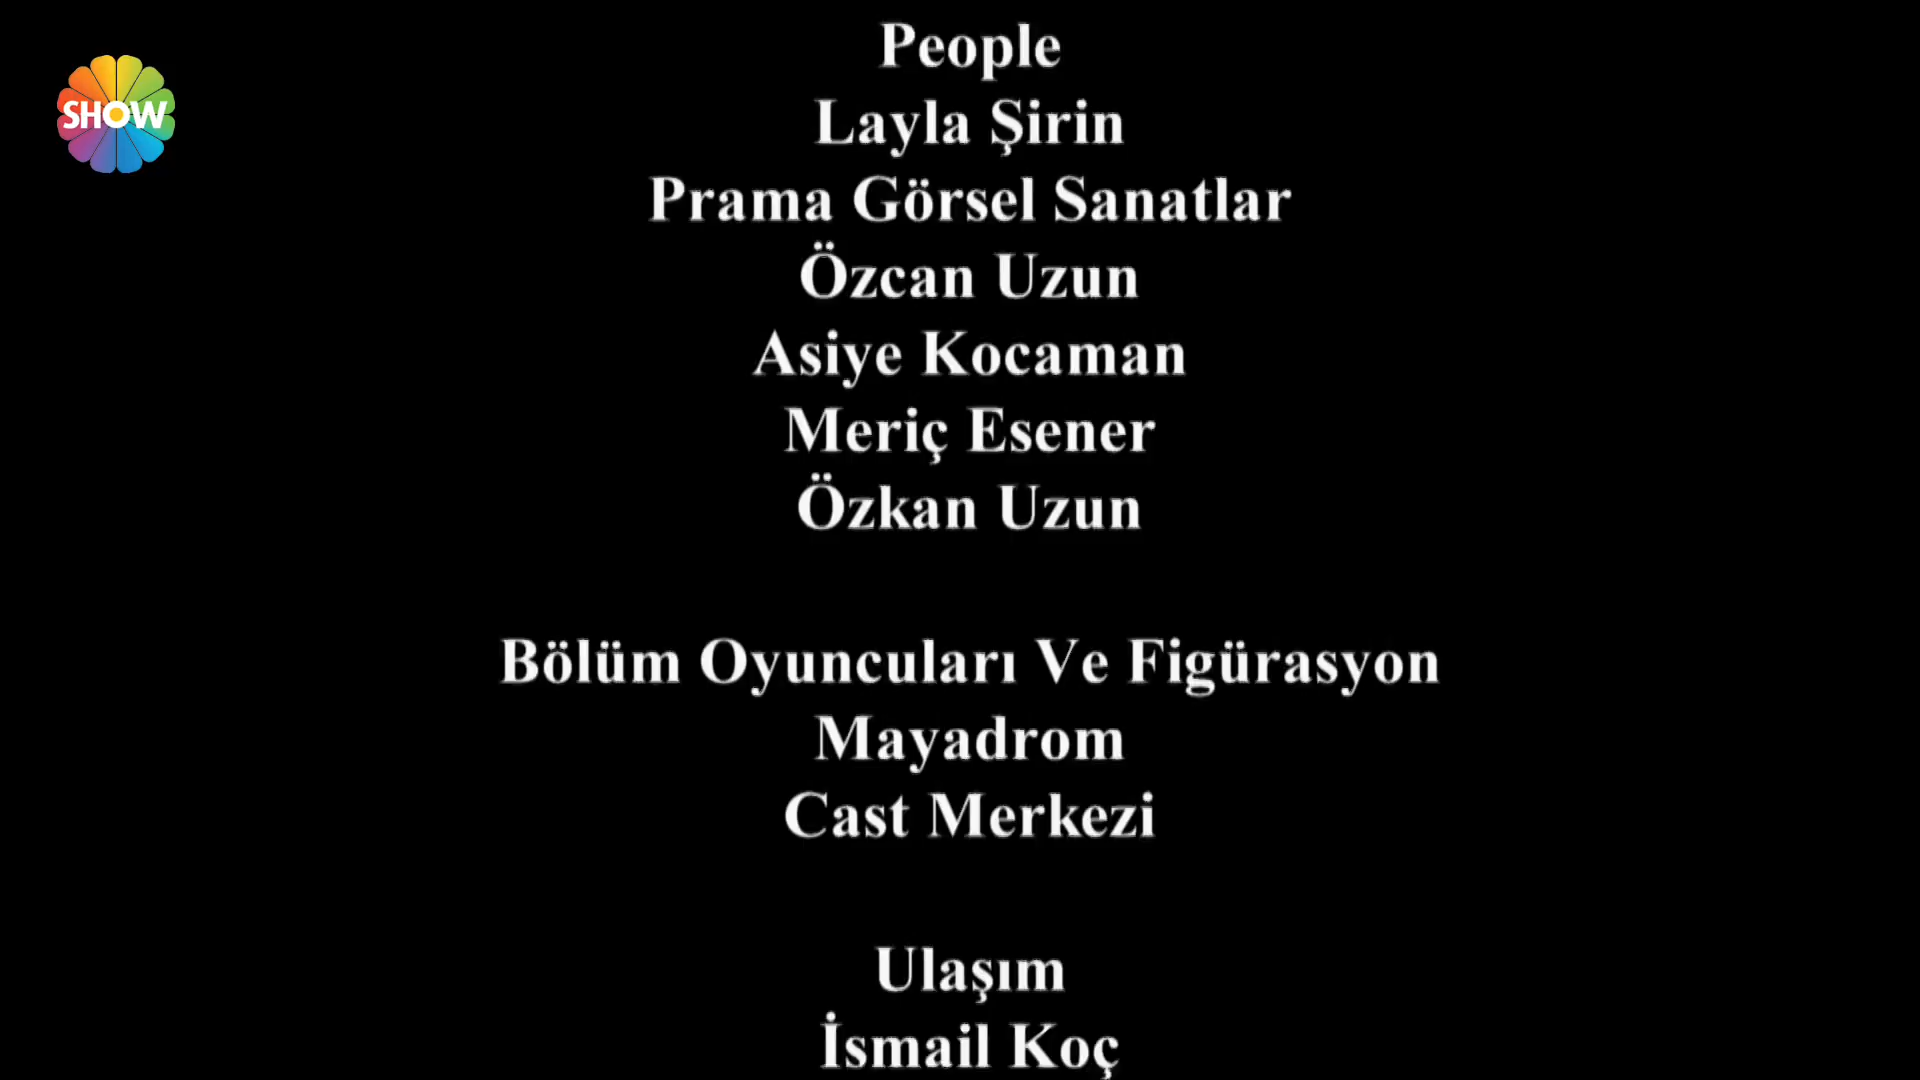 People
SHOW
Layla Şirin
Prama Görsel Sanatlar
Özcan Uzun
Asiye Kocaman
Meriç Esener
Özkan Uzun
Bölüm Oyuncuları Ve Figürasyon
Mayadrom
Cast Merkezi
Ulaşım
İsmail Koç